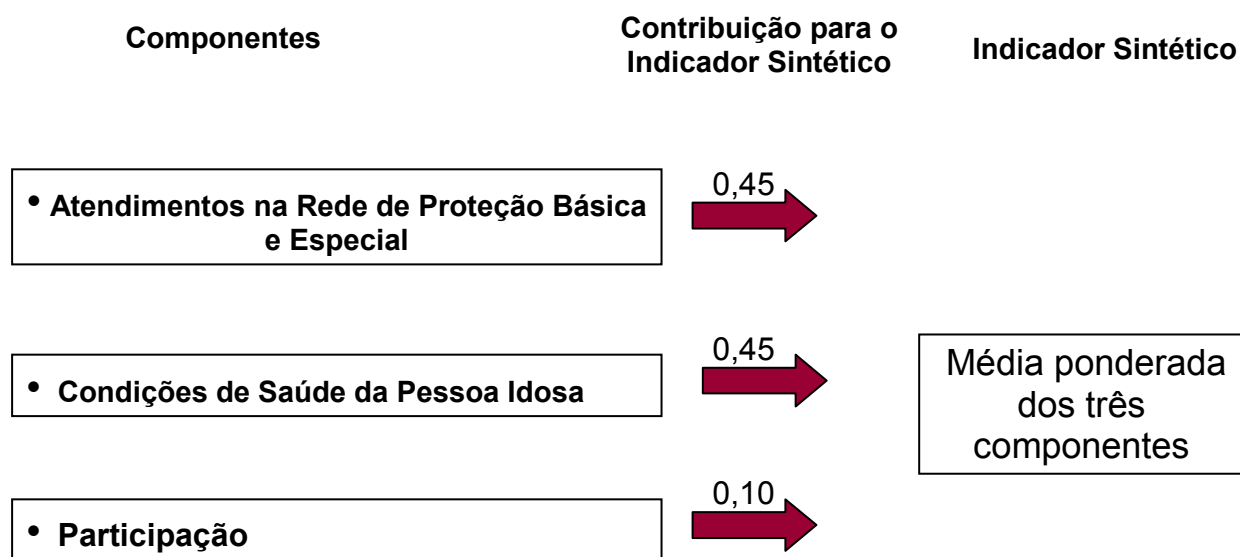 Componentes
Contribuição para o
Indicador Sintético
Indicador Sintético
• Atendimentos na Rede de Proteção Básica
e Especial
0,45
• Condições de Saúde da Pessoa Idosa
0,45
• Participação
0,10
Média ponderada
dos três
componentes